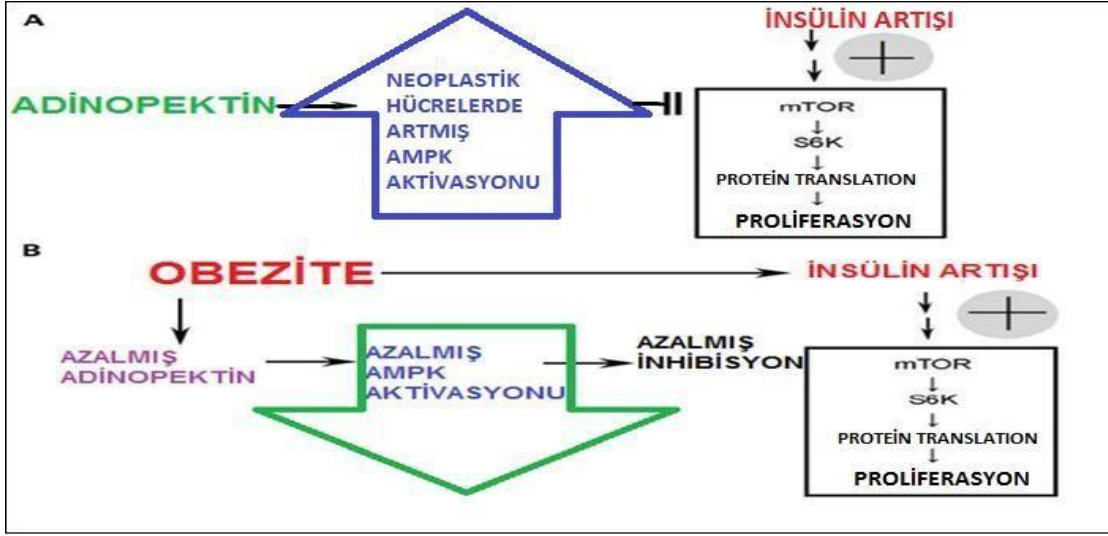 A
İNSÜLİN ARTIŞI
ADİNOPEKTİN
NEOPLASTİK
HÜCRELERDE
ARTMIŞ
AMPK
AKTİVASYONU
mTOR
S6K
PROTEİN TRANSLATION
PROLİFERASYON
B
OBEZİTE
İNSÜLİN ARTIŞI
AZALMIŞ
ADİNOPEKTİN
AZALMIŞ
AMPK
AKTİVASYONU
AZALMIŞ
İNHİBİSYON
mTOR
S6K
PROTEİN TRANSLATION
PROLİFERASYON